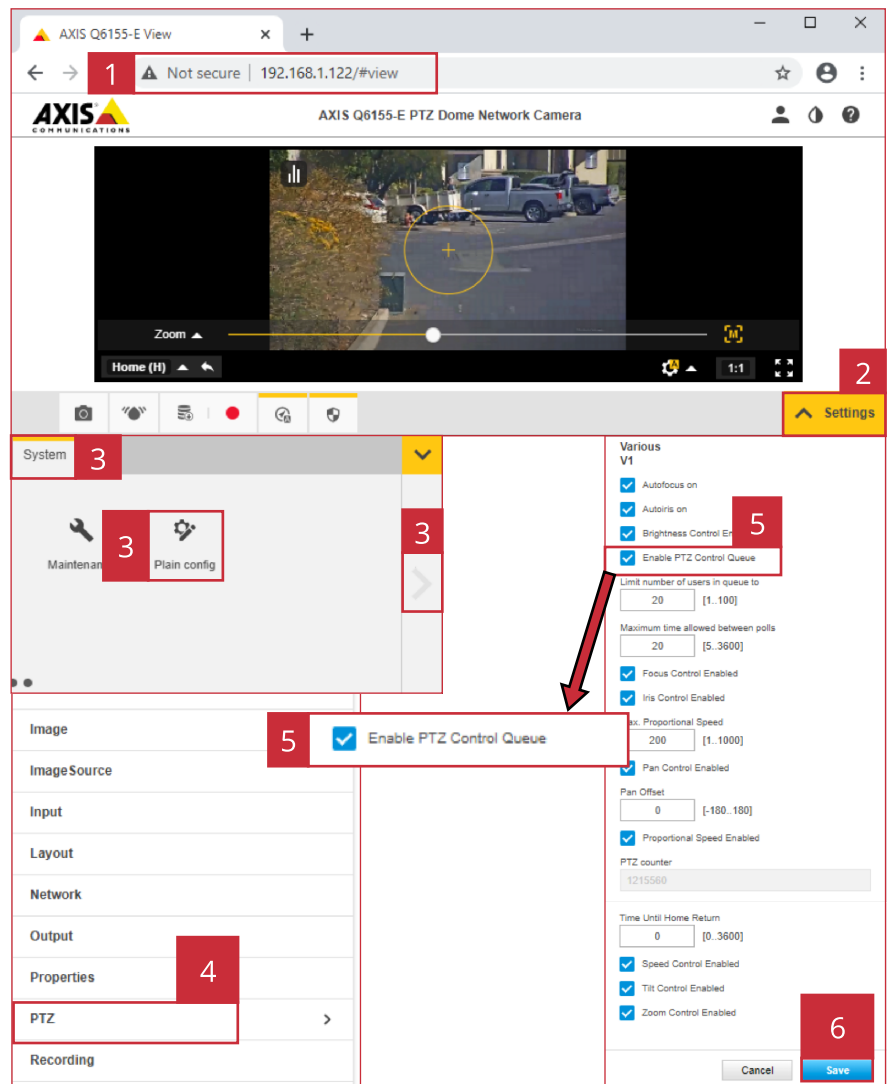 AXIS Q6155-E View
1
Not secure
192.168.1.122/#view
AXIS
COMMUNICATIONS
AXIS Q6155-E PTZ Dome Network Camera
Zoom
[M]
Home (H)
A
1:1
2
A
Settings
System
3
3
Maintenan
3
Plain config
Various
V1
Autofocus on
Autoiris on
Brightness Control En
5
Enable PTZ Control Queue
Limit number of users in queue to
20
[1..100]
Maximum time allowed between polls
20
[5..3600]
Focus Control Enabled
Iris Control Enabled
ax. Proportional Speed
200
[1..1000]
Pan Control Enabled
Pan Offset
0
[-180..180]
Proportional Speed Enabled
PTZ counter
1215560
Time Until Home Return
0
[0..3600]
Speed Control Enabled
Tilt Control Enabled
Zoom Control Enabled
6
Cancel
Save
5
Enable PTZ Control Queue
Image
ImageSource
Input
Layout
Network
Output
Properties
4
PTZ
Recording